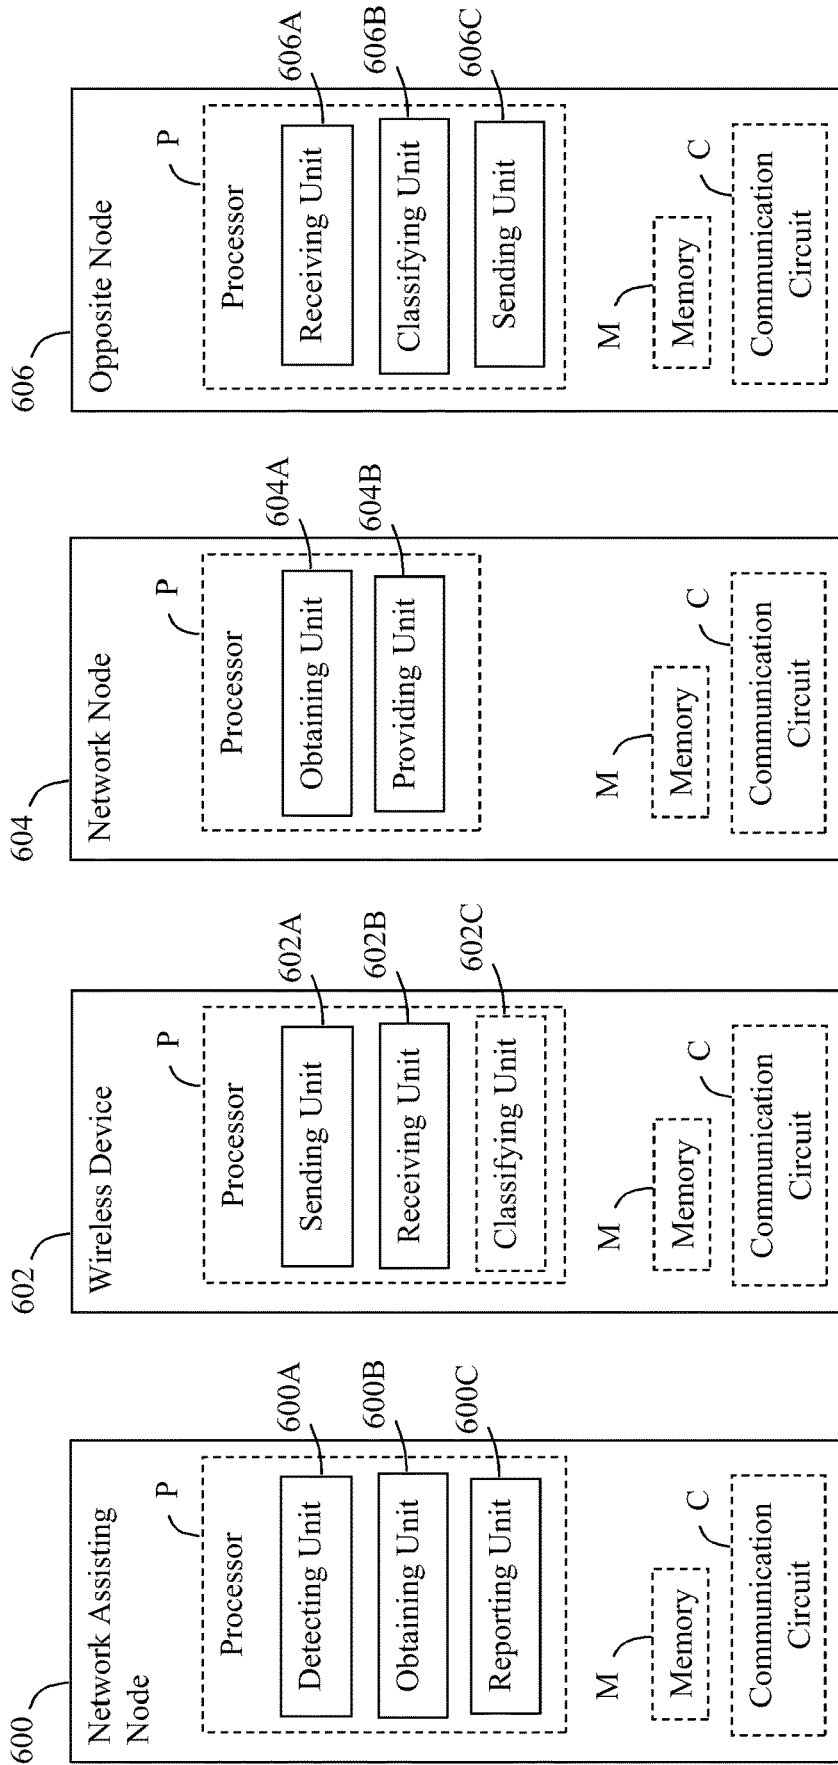 600
Network Assisting
Node
P
Processor
Detecting Unit
600A
Obtaining Unit
600B
Reporting Unit
600C
M
Memory
C
Communication
Circuit
602
Wireless Device
P
Processor
Sending Unit
602A
Receiving Unit
602B
Classifying Unit
602C
M
Memory
C
Communication
Circuit
604
Network Node
P
Processor
Obtaining Unit
604A
Providing Unit
604B
M
Memory
C
Communication
Circuit
606
Opposite Node
P
Processor
Receiving Unit
606A
Classifying Unit
606B
Sending Unit
606C
M
Memory
C
Communication
Circuit